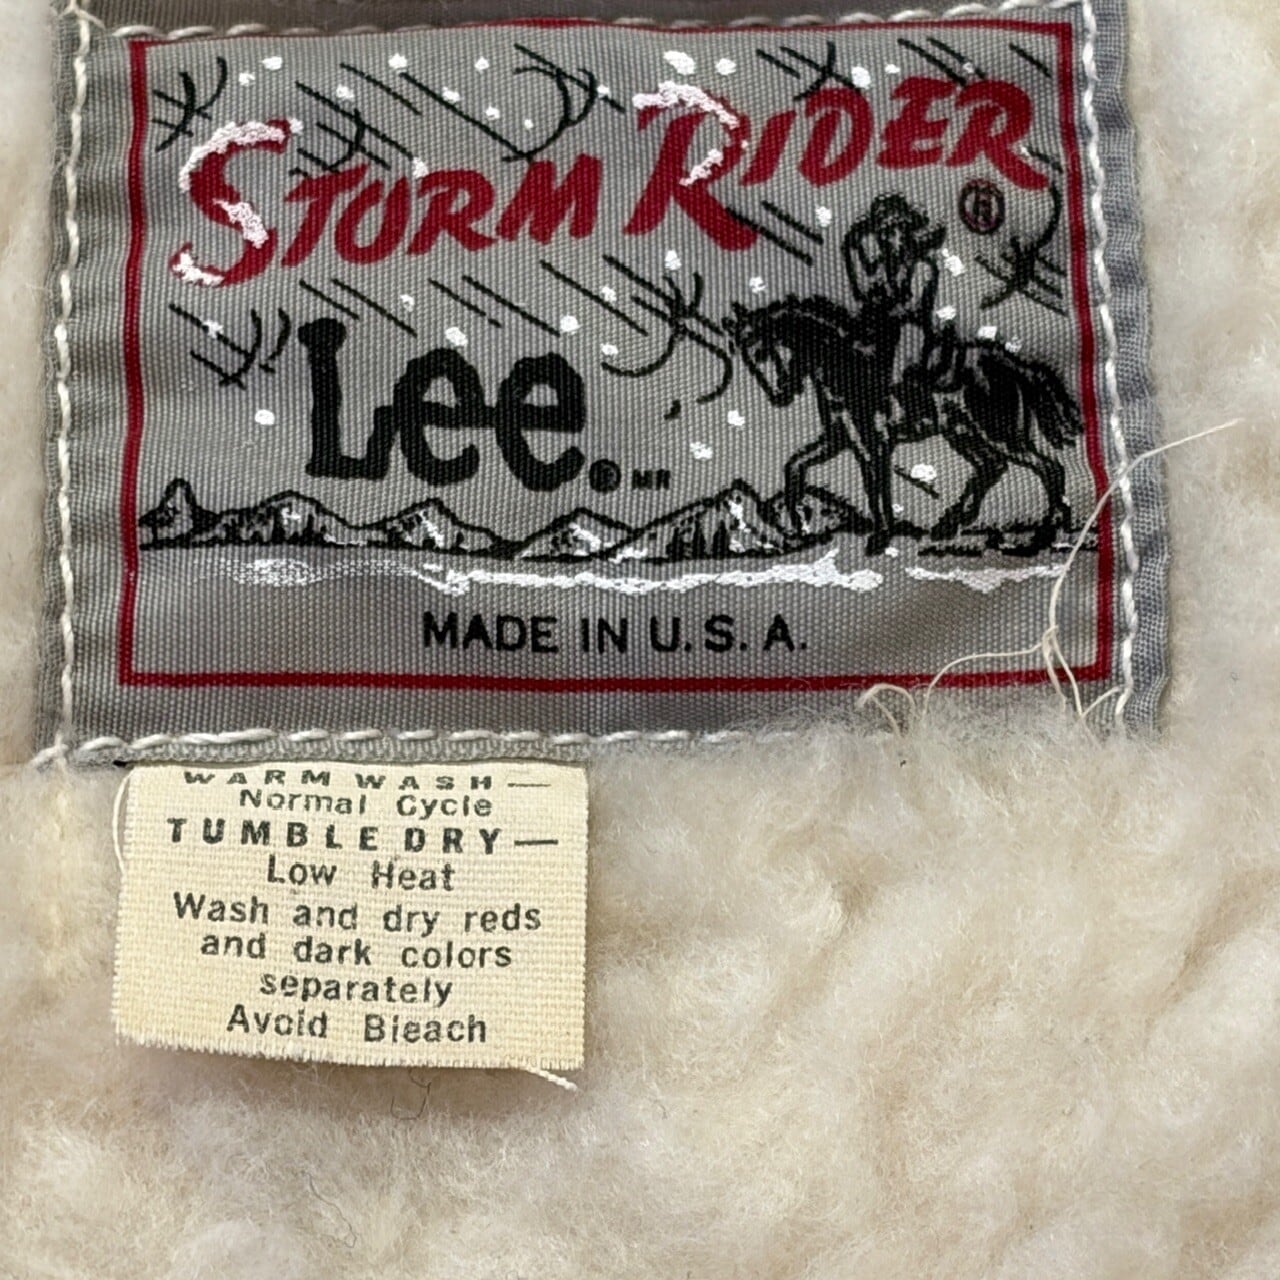 STORM RIDER ®
Lee. ® MR
MADE IN U.S.A.
WARM WASH—
Normal Cycle
TUMBLE DRY—
Low Heat
Wash and dry reds
and dark colors
separately
Avoid Bleach